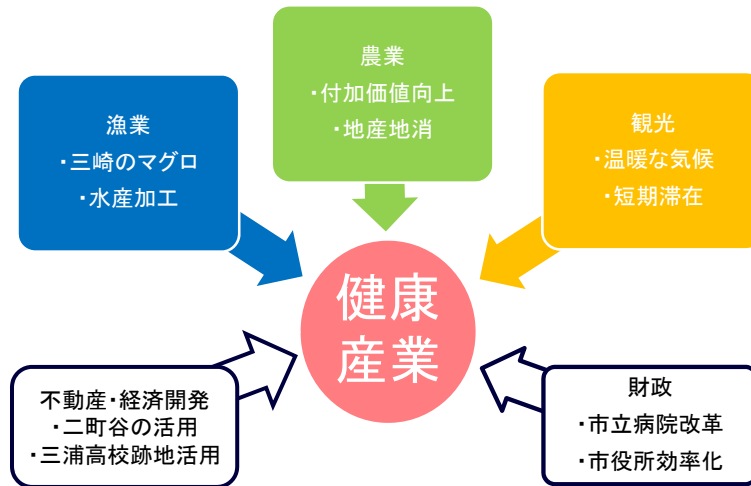 農業
・付加価値向上
・地産地消
漁業
・三崎のマグロ
・水産加工
観光
・温暖な気候
・短期滞在
健康
産業
不動産・経済開発
・二町谷の活用
・三浦高校跡地活用
財政
・市立病院改革
・市役所効率化